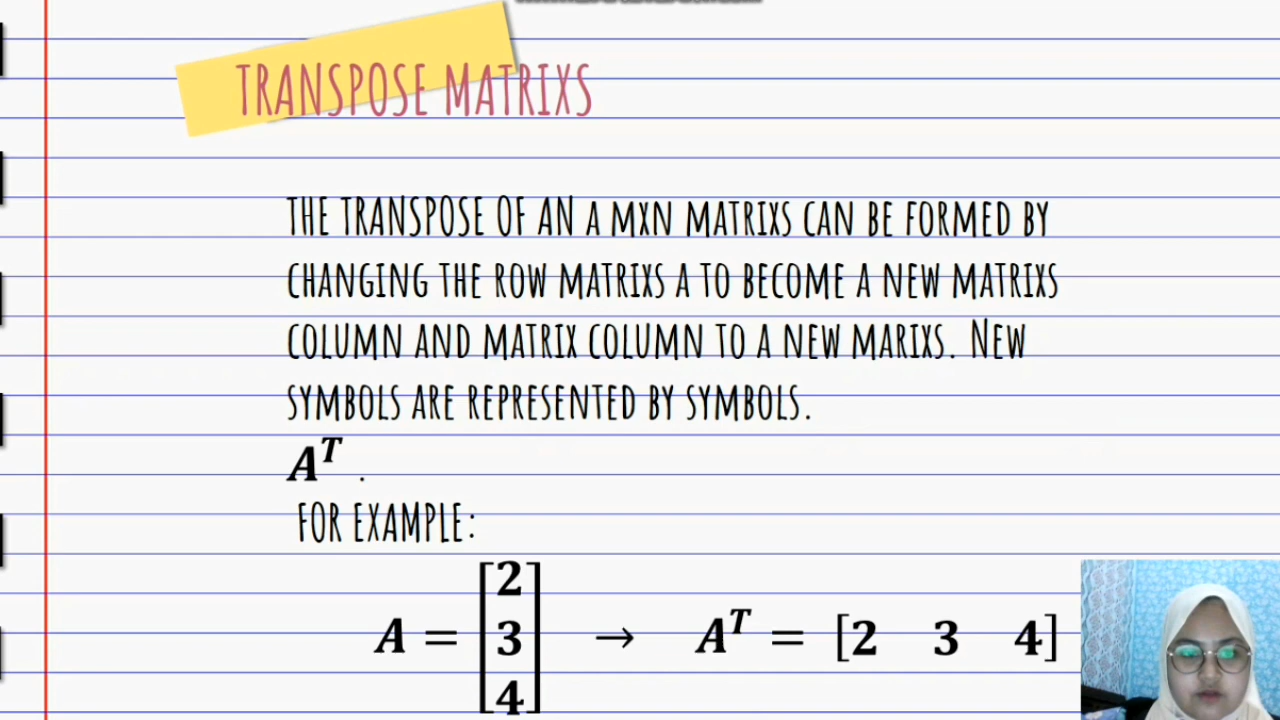 TRANSPOSE MATRIXS
THE TRANSPOSE OF AN A MXN MATRIXS CAN BE FORMED BY
CHANGING THE ROW MATRIXS A TO BECOME A NEW MATRIXS
COLUMN AND MATRIX COLUMN TO A NEW MARIXS. NEW
SYMBOLS ARE REPRESENTED BY SYMBOLS.
A^T .
FOR EXAMPLE:
A = [2 3 4] → A^T = [2 3 4]